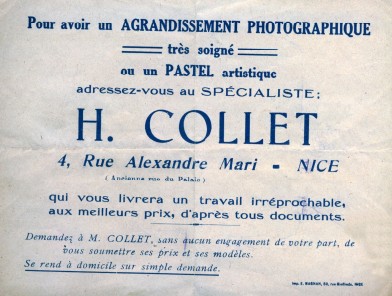 Pour avoir un AGRANDISSEMENT PHOTOGRAPHIQUE
très soigné
ou un PASTEL artistique
adressez-vous au SPÉCIALISTE:
H. COLLET
4, Rue Alexandre Mari - NICE
(Ancienne rue du Palais)
qui vous livrera un travail irréprochable,
aux meilleurs prix, d'après tous documents.
Demandez à M. COLLET, sans aucun engagement de votre part, de
vous soumettre ses prix et ses modèles.
Se rend à domicile sur simple demande.
Imp. rue NICE